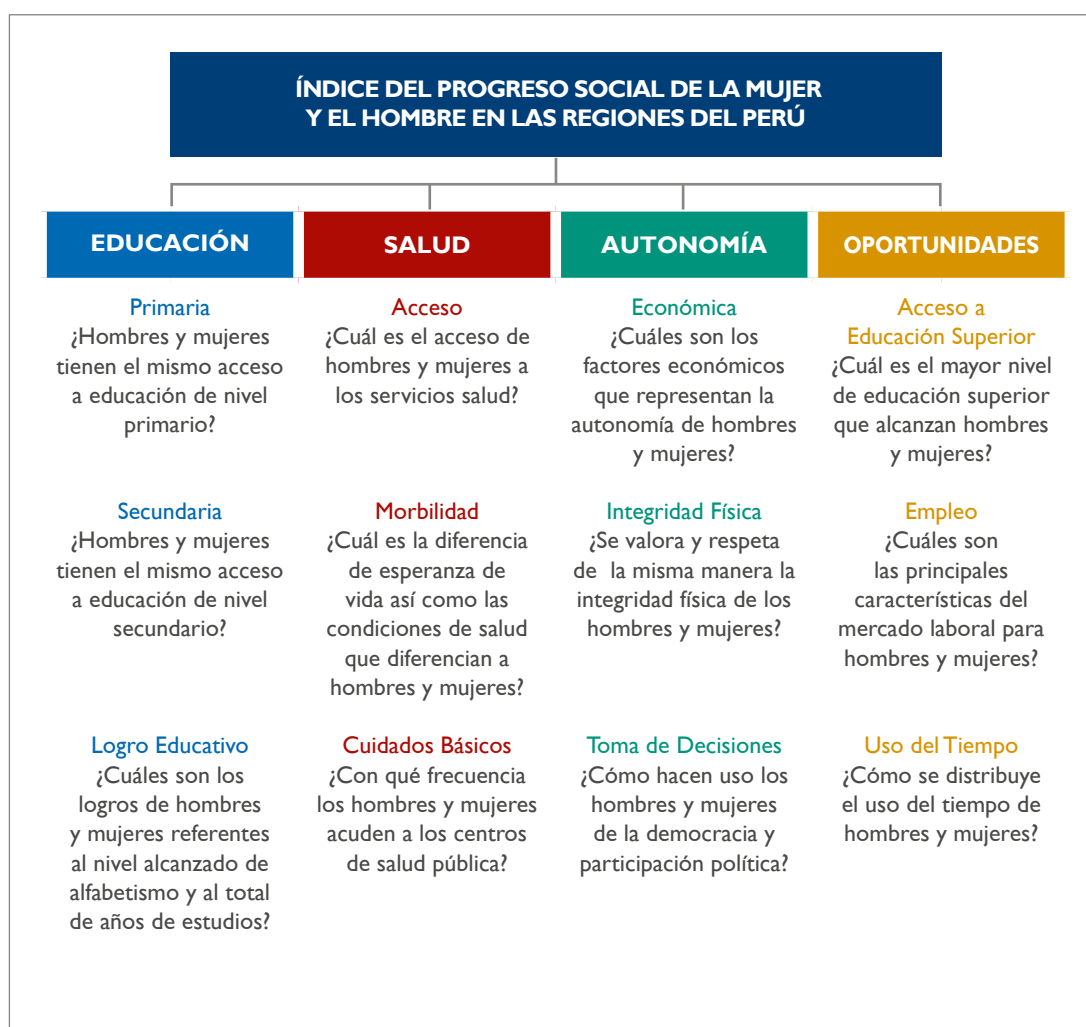 ÍNDICE DEL PROGRESO SOCIAL DE LA MUJER
Y EL HOMBRE EN LAS REGIONES DEL PERÚ
EDUCACIÓN
Primaria
¿Hombres y mujeres
tienen el mismo acceso
a educación de nivel
primario?
Secundaria
¿Hombres y mujeres
tienen el mismo acceso
a educación de nivel
secundario?
Logro Educativo
¿Cuáles son los
logros de hombres
y mujeres referentes
al nivel alcanzado de
alfabetismo y al total
de años de estudios?
SALUD
Acceso
¿Cuál es el acceso de
hombres y mujeres a
los servicios salud?
Morbilidad
¿Cuál es la diferencia
de esperanza de
vida así como las
condiciones de salud
que diferencian a
hombres y mujeres?
Cuidados Básicos
¿Con qué frecuencia
los hombres y mujeres
acuden a los centros
de salud pública?
AUTONOMÍA
Económica
¿Cuáles son los
factores económicos
que representan la
autonomía de hombres
y mujeres?
Integridad Física
¿Se valora y respeta
de la misma manera la
integridad física de los
hombres y mujeres?
Toma de Decisiones
¿Cómo hacen uso los
hombres y mujeres
de la democracia y
participación política?
OPORTUNIDADES
Acceso a
Educación Superior
¿Cuál es el mayor nivel
de educación superior
que alcanzan hombres
y mujeres?
Empleo
¿Cuáles son
las principales
características del
mercado laboral para
hombres y mujeres?
Uso del Tiempo
¿Cómo se distribuye
el uso del tiempo de
hombres y mujeres?